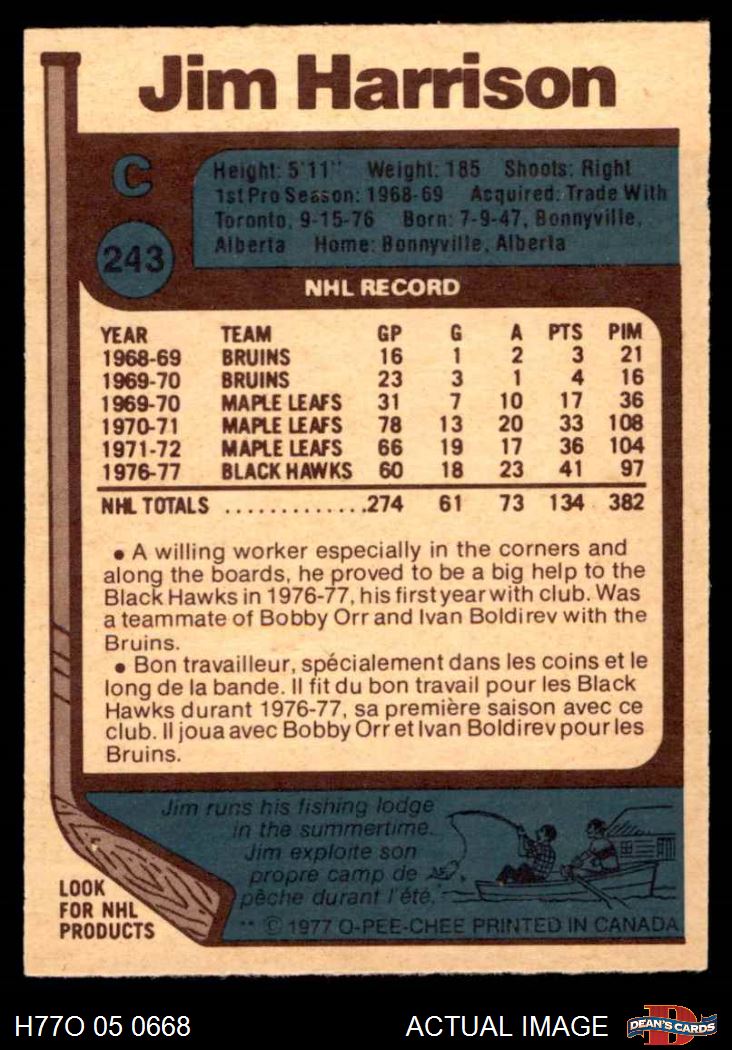 Jim Harrison
C
243
Height: 5'11" Weight: 185 Shoots: Right
1st Pro Season: 1968-69 Acquired: Trade With
Toronto, 9-15-76 Born: 7-9-47, Bonnyville,
Alberta Home: Bonnyville, Alberta
NHL RECORD
YEAR TEAM GP G A PTS PIM
1968-69 BRUINS 16 1 2 3 21
1969-70 BRUINS 23 3 1 4 16
1969-70 MAPLE LEAFS 31 7 10 17 36
1970-71 MAPLE LEAFS 78 13 20 33 108
1971-72 MAPLE LEAFS 66 19 17 36 104
1976-77 BLACK HAWKS 60 18 23 41 97
NHL TOTALS .............274 61 73 134 382
• A willing worker especially in the corners and
along the boards, he proved to be a big help to the
Black Hawks in 1976-77, his first year with club. Was
a teammate of Bobby Orr and Ivan Boldirev with the
Bruins.
• Bon travailleur, spécialement dans les coins et le
long de la bande. Il fit du bon travail pour les Black
Hawks durant 1976-77, sa première saison avec ce
club. Il joua avec Bobby Orr et Ivan Boldirev pour les
Bruins.
Jim runs his fishing lodge
in the summertime.
Jim exploite son
propre camp de
pêche durant l'été.
LOOK
FOR NHL
PRODUCTS
** © 1977 O-PEE-CHEE PRINTED IN CANADA
H77O 05 0668 ACTUAL IMAGE
D
DEAN'S CARDS